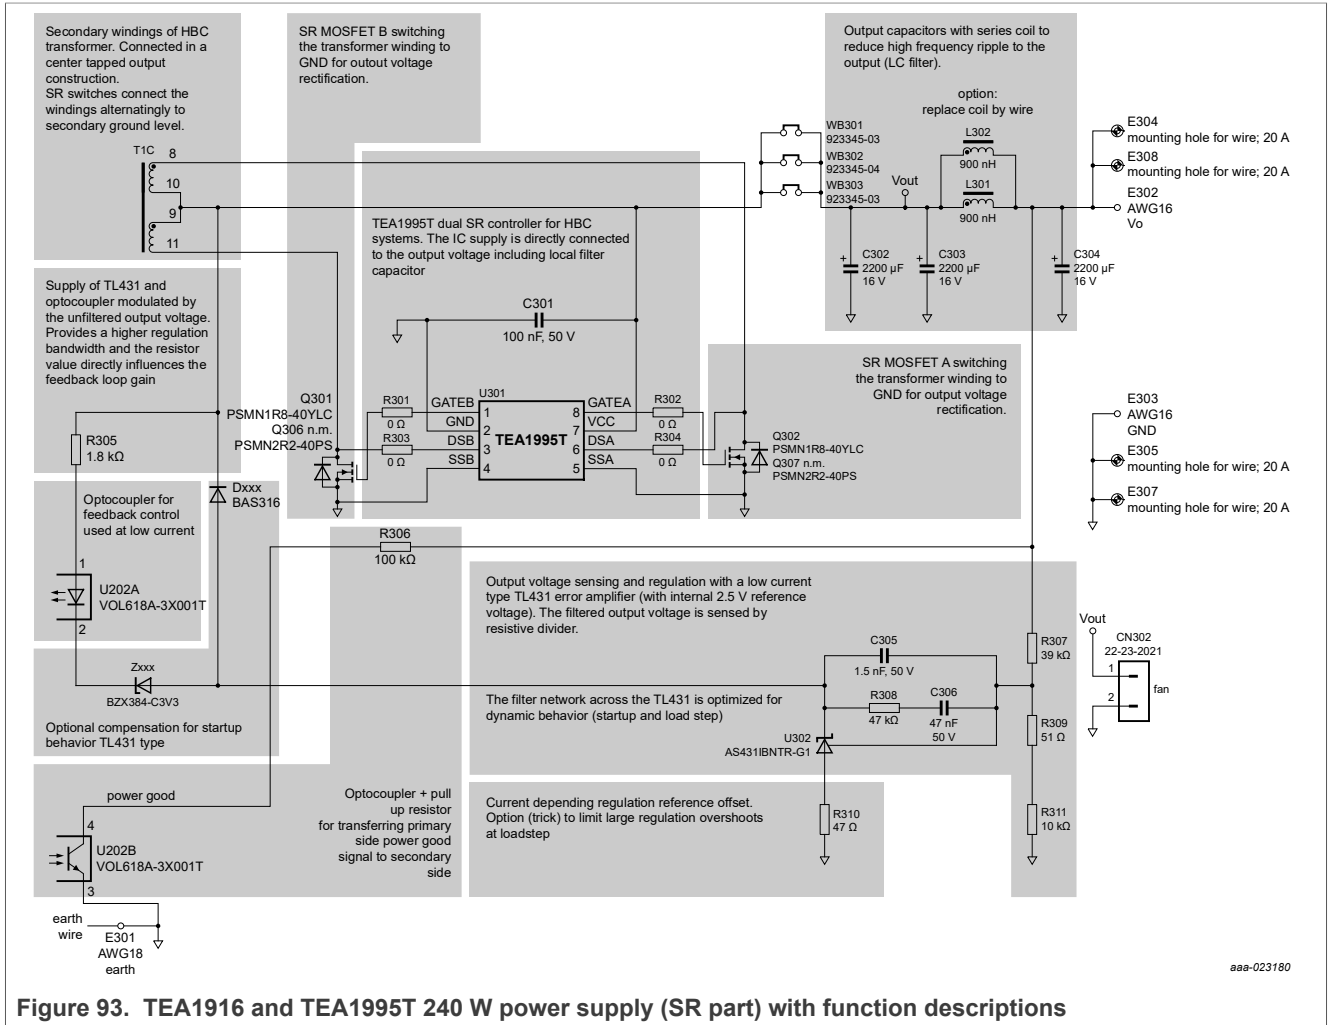 Secondary windings of HBC
transformer. Connected in a
center tapped output
construction.
SR switches connect the
windings alternatingly to
secondary ground level.
SR MOSFET B switching
the transformer winding to
GND for outout voltage
rectification.
Output capacitors with series coil to
reduce high frequency ripple to the
output (LC filter).
option:
replace coil by wire
T1C
8
10
9
11
WB301
923345-03
WB302
923345-04
WB303
923345-03
Vout
L302
900 nH
L301
900 nH
E304
mounting hole for wire; 20 A
E308
mounting hole for wire; 20 A
E302
AWG16
Vo
+
C302
2200 µF
16 V
+
C303
2200 µF
16 V
+
C304
2200 µF
16 V
TEA1995T dual SR controller for HBC
systems. The IC supply is directly connected
to the output voltage including local filter
capacitor
Supply of TL431 and
optocoupler modulated by
the unfiltered output voltage.
Provides a higher regulation
bandwidth and the resistor
value directly influences the
feedback loop gain
C301
100 nF, 50 V
SR MOSFET A switching
the transformer winding to
GND for output voltage
rectification.
Q301
PSMN1R8-40YLC
Q306 n.m.
PSMN2R2-40PS
R301
0 Ω
R303
0 Ω
GATEB
GND
DSB
SSB
U301
1
2
3
4
TEA1995T
8
7
6
5
GATEA
VCC
DSA
SSA
R302
0 Ω
R304
0 Ω
Q302
PSMN1R8-40YLC
Q307 n.m.
PSMN2R2-40PS
E303
AWG16
GND
E305
mounting hole for wire; 20 A
E307
mounting hole for wire; 20 A
R305
1.8 kΩ
Dxxx
BAS316
Optocoupler for
feedback control
used at low current
1
U202A
VOL618A-3X001T
2
R306
100 kΩ
Output voltage sensing and regulation with a low current
type TL431 error amplifier (with internal 2.5 V reference
voltage). The filtered output voltage is sensed by
resistive divider.
C305
1.5 nF, 50 V
R308
47 kΩ
C306
47 nF
50 V
The filter network across the TL431 is optimized for
dynamic behavior (startup and load step)
U302
AS431IBNTR-G1
R307
39 kΩ
R309
51 Ω
R311
10 kΩ
Vout
CN302
22-23-2021
1
2
fan
Zxxx
BZX384-C3V3
Optional compensation for startup
behavior TL431 type
power good
4
U202B
VOL618A-3X001T
3
Optocoupler + pull
up resistor
for transferring primary
side power good
signal to secondary
side
Current depending regulation reference offset.
Option (trick) to limit large regulation overshoots
at loadstep
R310
47 Ω
earth
wire
E301
AWG18
earth
aaa-023180
Figure 93. TEA1916 and TEA1995T 240 W power supply (SR part) with function descriptions